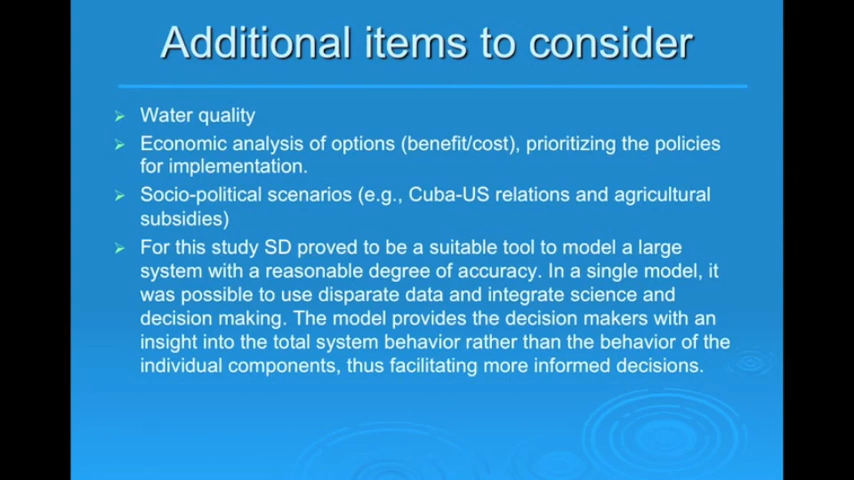 Additional items to consider
Water quality
Economic analysis of options (benefit/cost), prioritizing the policies
for implementation.
Socio-political scenarios (e.g., Cuba-US relations and agricultural
subsidies)
For this study SD proved to be a suitable tool to model a large
system with a reasonable degree of accuracy. In a single model, it
was possible to use disparate data and integrate science and
decision making. The model provides the decision makers with an
insight into the total system behavior rather than the behavior of the
individual components, thus facilitating more informed decisions.